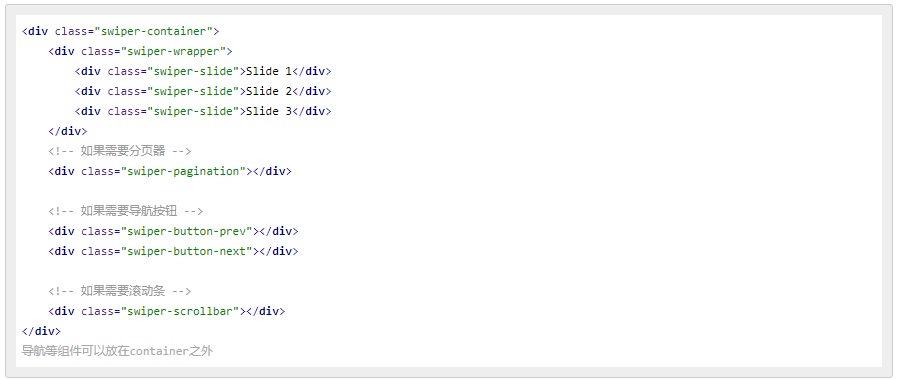 <div class="swiper-container">
    <div class="swiper-wrapper">
        <div class="swiper-slide">Slide 1</div>
        <div class="swiper-slide">Slide 2</div>
        <div class="swiper-slide">Slide 3</div>
    </div>
    <!-- 如果需要分页器 -->
    <div class="swiper-pagination"></div>

    <!-- 如果需要导航按钮 -->
    <div class="swiper-button-prev"></div>
    <div class="swiper-button-next"></div>

    <!-- 如果需要滚动条 -->
    <div class="swiper-scrollbar"></div>
</div>
导航等组件可以放在container之外